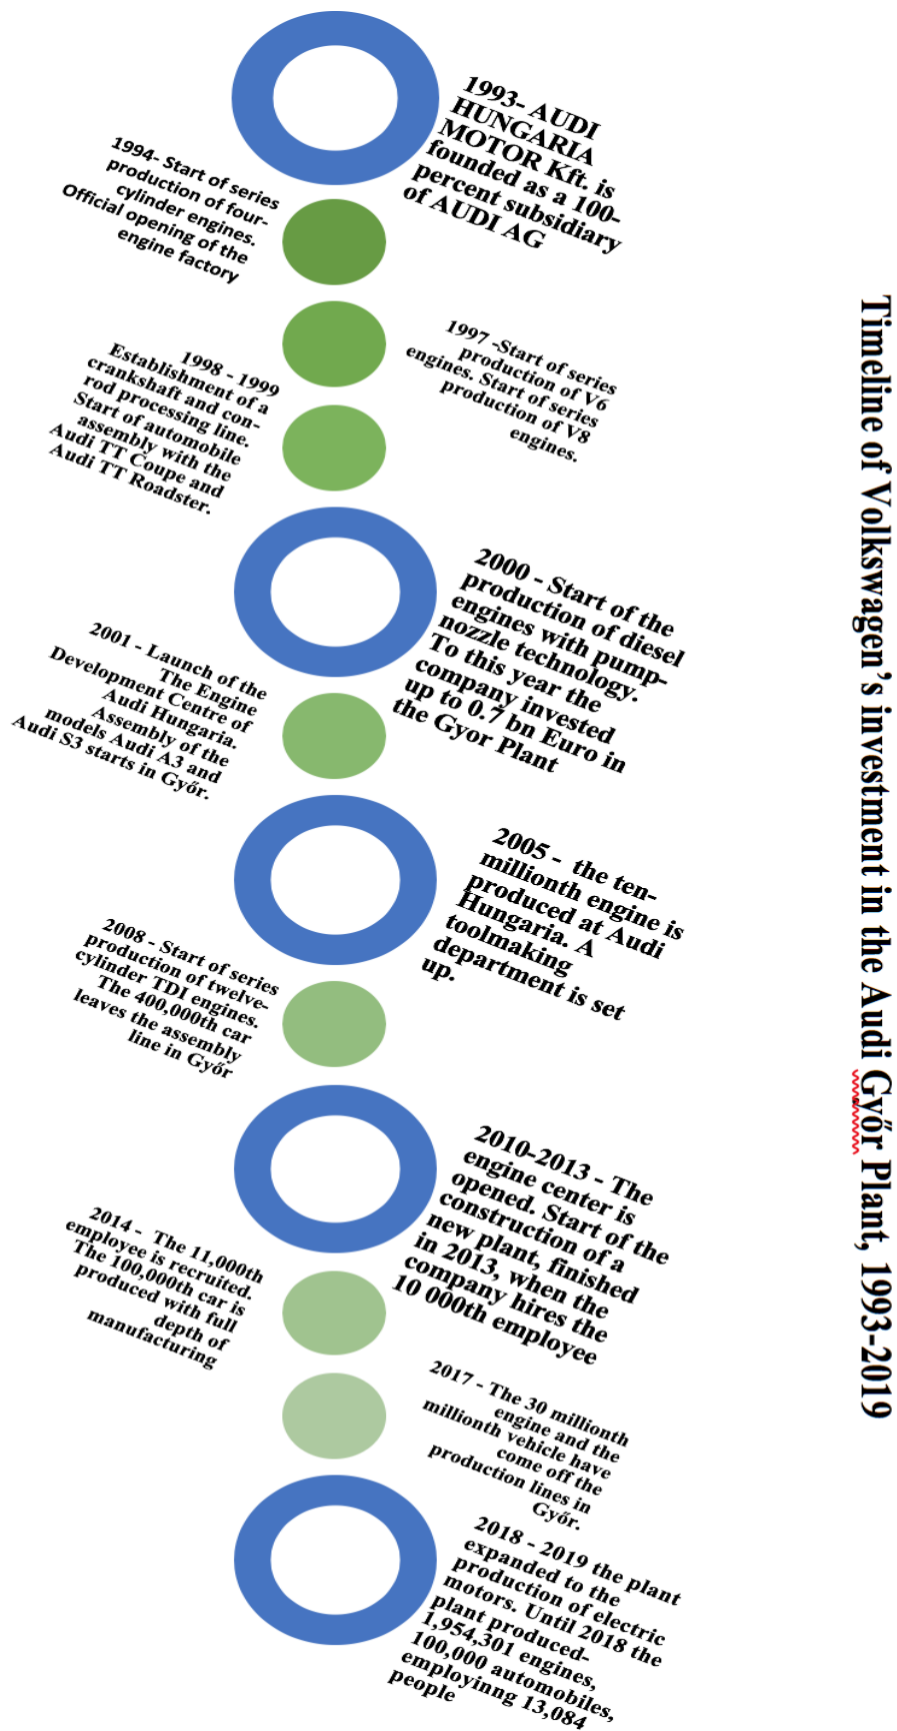 Timeline of Volkswagen's investment in the Audi Győr Plant, 1993-2019
1993- AUDI
HUNGARIA
MOTOR Kft. is
founded as a 100-
percent subsidiary
of AUDI AG
1994- Start of series
production of four-
cylinder engines.
Official opening of the
engine factory
1997 -Start of series
production of V6
engines. Start of series
production of V8
engines.
1998 - 1999
Establishment of a
crankshaft and con-
rod processing line.
Start of automobile
assembly with the
Audi TT Coupe and
Audi TT Roadster.
2000 - Start of the
production of diesel
engines with pump-
nozzle technology.
To this year the
company invested
up to 0.7 bn Euro in
the Gyor Plant
2001 - Launch of the
The Engine
Development Centre of
Audi Hungaria.
Assembly of the
models Audi A3 and
Audi S3 starts in Győr.
2005 -  the ten-
millionth engine is
produced at Audi
Hungaria. A
toolmaking
department is set
up.
2008 - Start of series
production of twelve-
cylinder TDI engines.
The 400,000th car
leaves the assembly
line in Győr
2010-2013 - The
engine center is
opened. Start of the
construction of a
new plant, finished
in 2013, when the
company hires the
10 000th employee
2014 -  The 11,000th
employee is recruited.
The 100,000th car is
produced with full
depth of
manufacturing
2017 - The 30 millionth
engine and the
millionth vehicle have
come off the
production lines in
Győr.
2018 - 2019 the plant
expanded to the
production of electric
motors. Until 2018 the
plant produced-
1,954,301 engines,
100,000 automobiles,
employinng 13,084
people